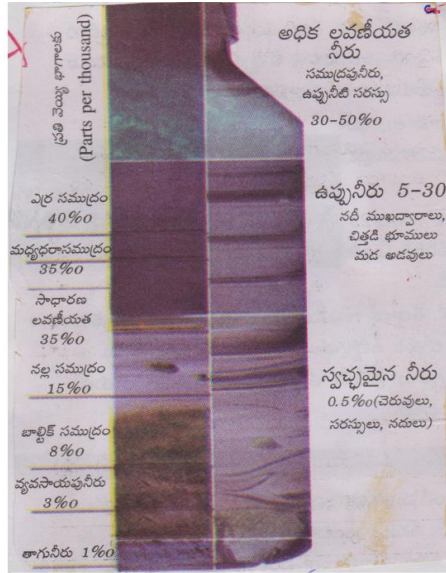 ప్రతి వెయ్యి భాగాలకు
(Parts per thousand)
ఎర్ర సముద్రం
40‰
మధ్యధరాసముద్రం
35‰
సాధారణ
లవణీయత
35‰
నల్ల సముద్రం
15‰
బాల్టిక్ సముద్రం
8‰
వ్యవసాయపునీరు
3‰
తాగునీరు 1‰
అధిక లవణీయత
నీరు
సముద్రపునీరు,
ఉప్పునీటి సరస్సు
30-50‰
ఉప్పునీరు 5-30
నదీ ముఖద్వారాలు,
చిత్తడి భూములు
మడ అడవులు
స్వచ్ఛమైన నీరు
0.5‰(చెరువులు,
సరస్సులు, నదులు)